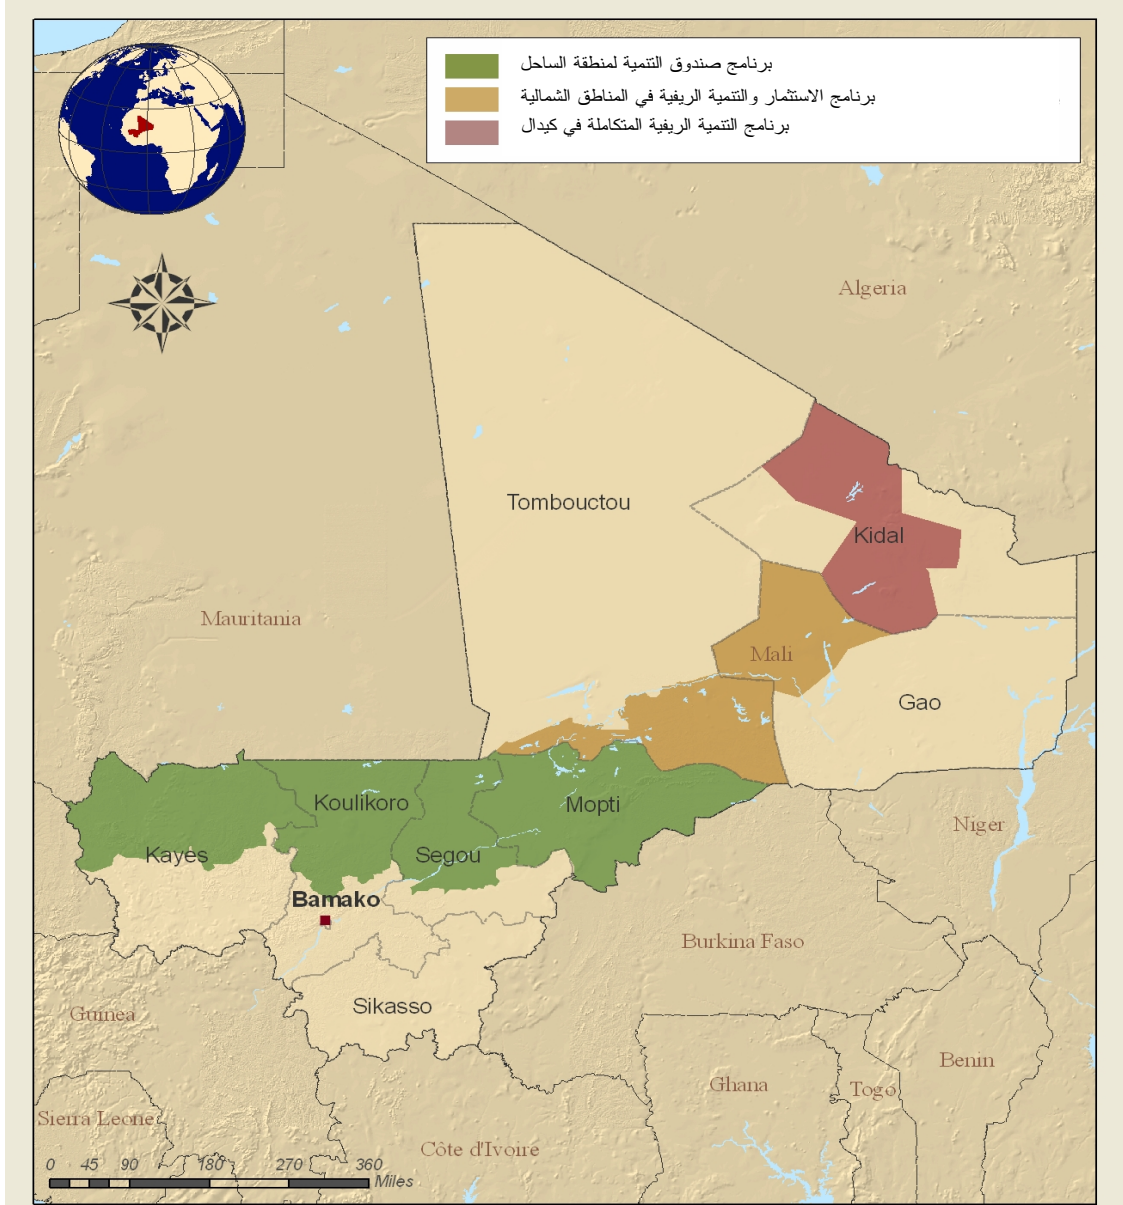 برنامج صندوق التنمية لمنطقة الساحل
برنامج الاستثمار والتنمية الريفية في المناطق الشمالية
برنامج التنمية الريفية المتكاملة في كيدال
Algeria
Tombouctou
Kidal
Mauritania
Mali
Gao
Koulikoro
Mopti
Niger
Kayes
Segou
Bamako
Burkina Faso
Sikasso
Guinea
Benin
Ghana
Togo
Sierra Leone
Côte d'Ivoire
0 45 90 180 270 360
Miles